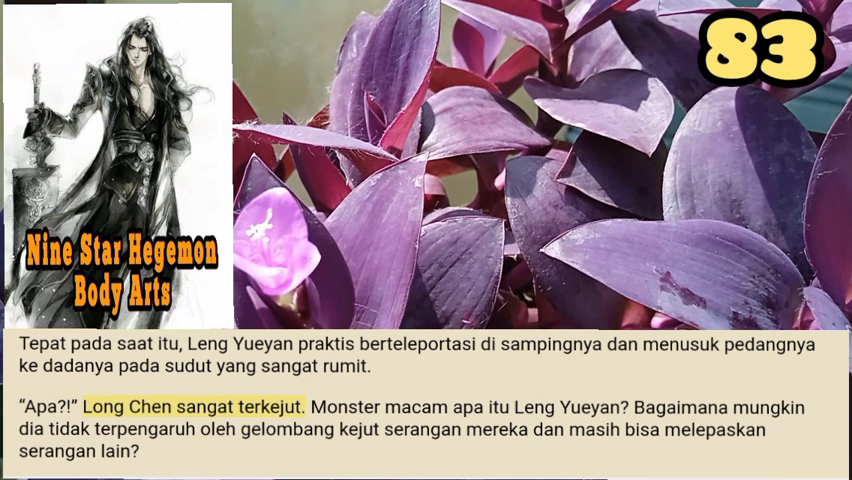 83
Nine Star Hegemon
Body Arts
Tepat pada saat itu, Leng Yueyan praktis berteleportasi di sampingnya dan menusuk pedangnya
ke dadanya pada sudut yang sangat rumit.
“Apa?!” Long Chen sangat terkejut. Monster macam apa itu Leng Yueyan? Bagaimana mungkin
dia tidak terpengaruh oleh gelombang kejut serangan mereka dan masih bisa melepaskan
serangan lain?